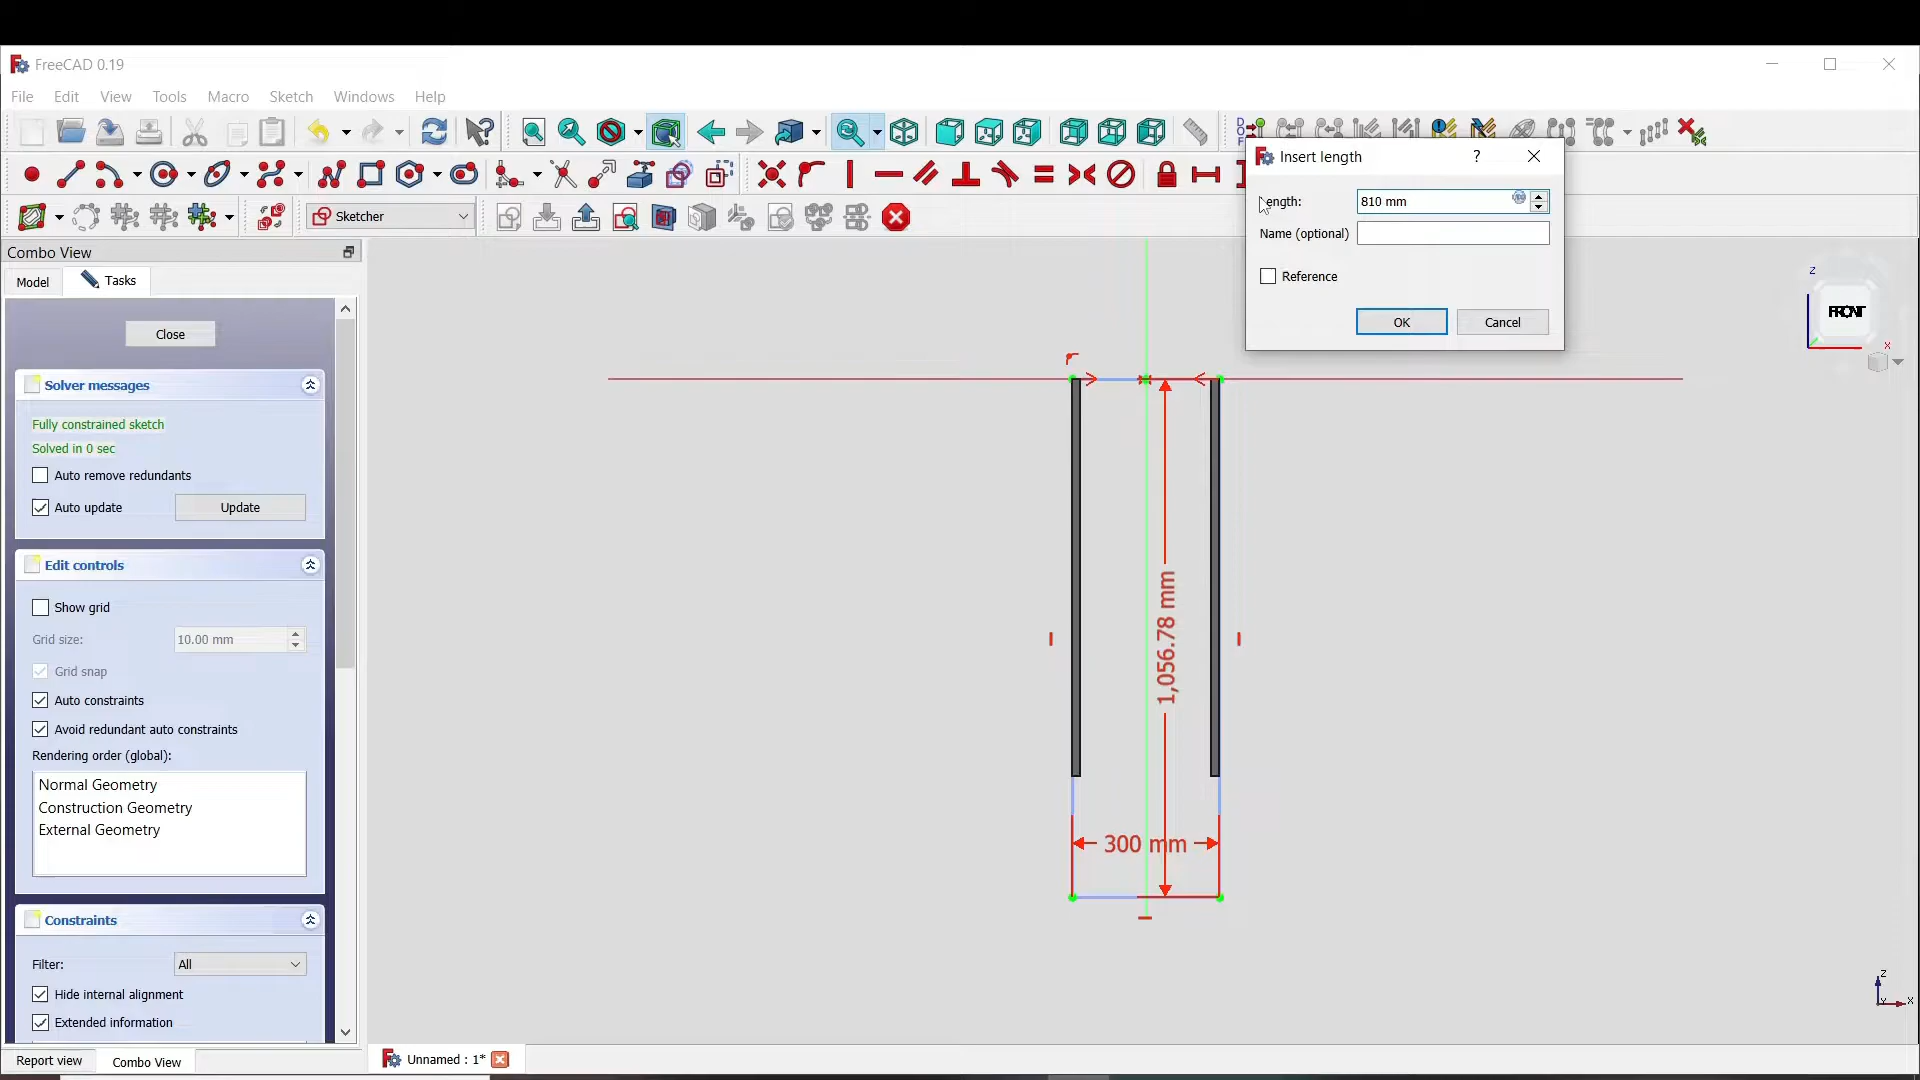 FreeCAD 0.19
File Edit View Tools Macro Sketch Windows Help
Insert length
?
Length: 810 mm
Name (optional)
Reference
OK Cancel
Sketcher
Combo View
Model Tasks
Close
Solver messages
Fully constrained sketch
Solved in 0 sec
Auto remove redundants
Auto update Update
Edit controls
Show grid
Grid size: 10.00 mm
Grid snap
Auto constraints
Avoid redundant auto constraints
Rendering order (global):
Normal Geometry
Construction Geometry
External Geometry
Constraints
Filter: All
Hide internal alignment
Extended information
Report view Combo View
Unnamed : 1*
1,056.78 mm
300 mm
Z
FRONT
X
Z
Y
X